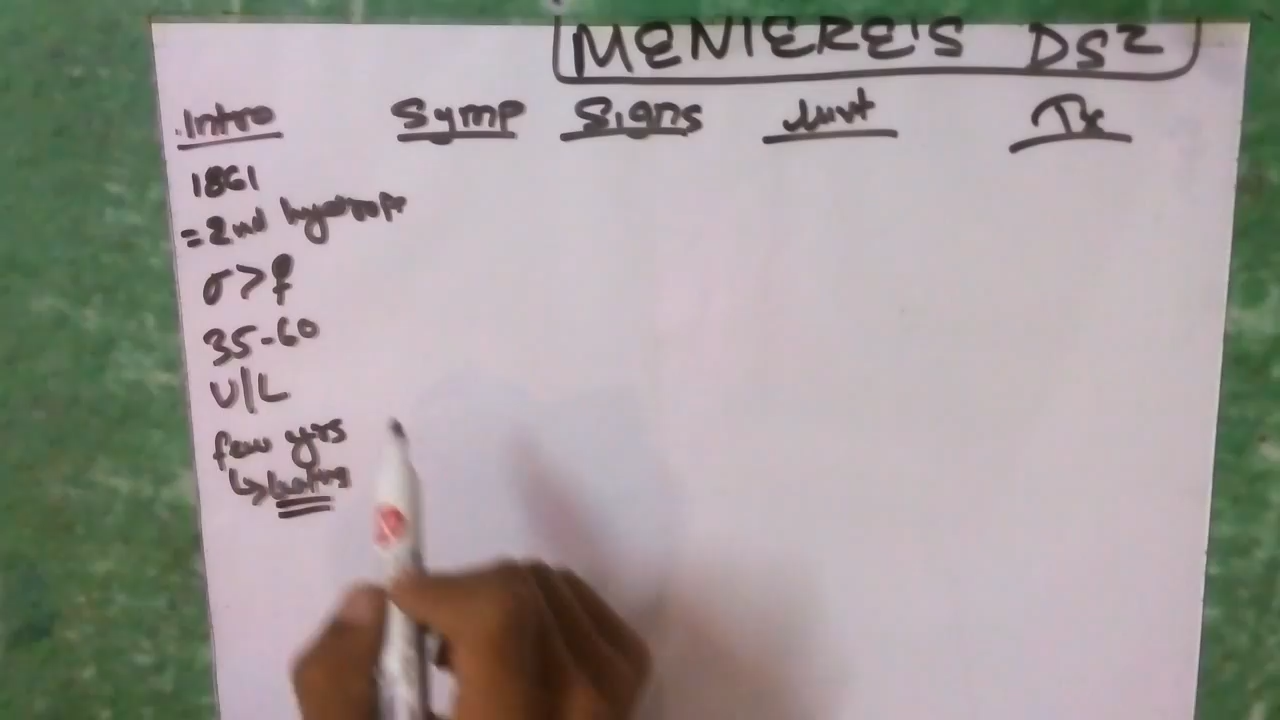 MENIERE'S DSZ
Intro Symp Signs Invt Tx
1861
=2nd hydrops
♂>♀
35-60
U/L
few yrs
↳